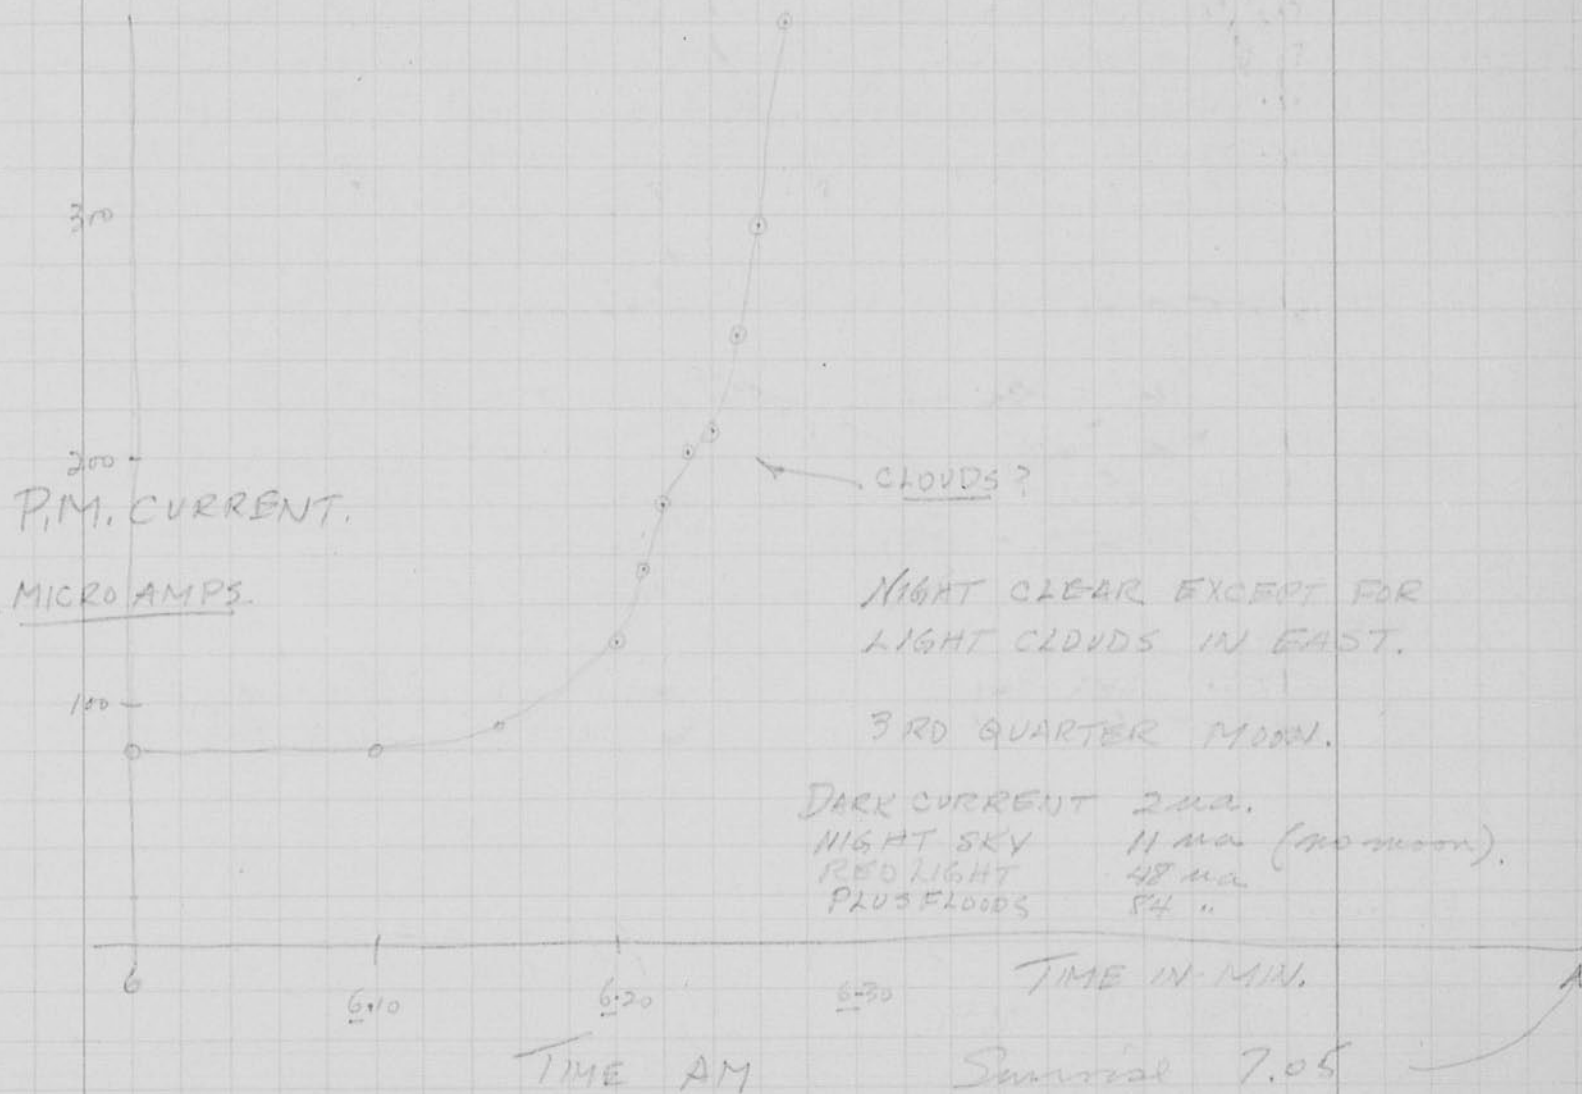 300
200
P.M. CURRENT.
CLOUDS?
MICRO AMPS.
NIGHT CLEAR EXCEPT FOR
LIGHT CLOUDS IN EAST.
100
3RD QUARTER MOON.
DARK CURRENT 2 ua.
NIGHT SKY 11 ua (no moon).
RED LIGHT 48 ua
PLUS FLOODS 84 "
6
6.10
6.20
6.30
TIME IN MIN.
TIME AM
Sunrise 7.05